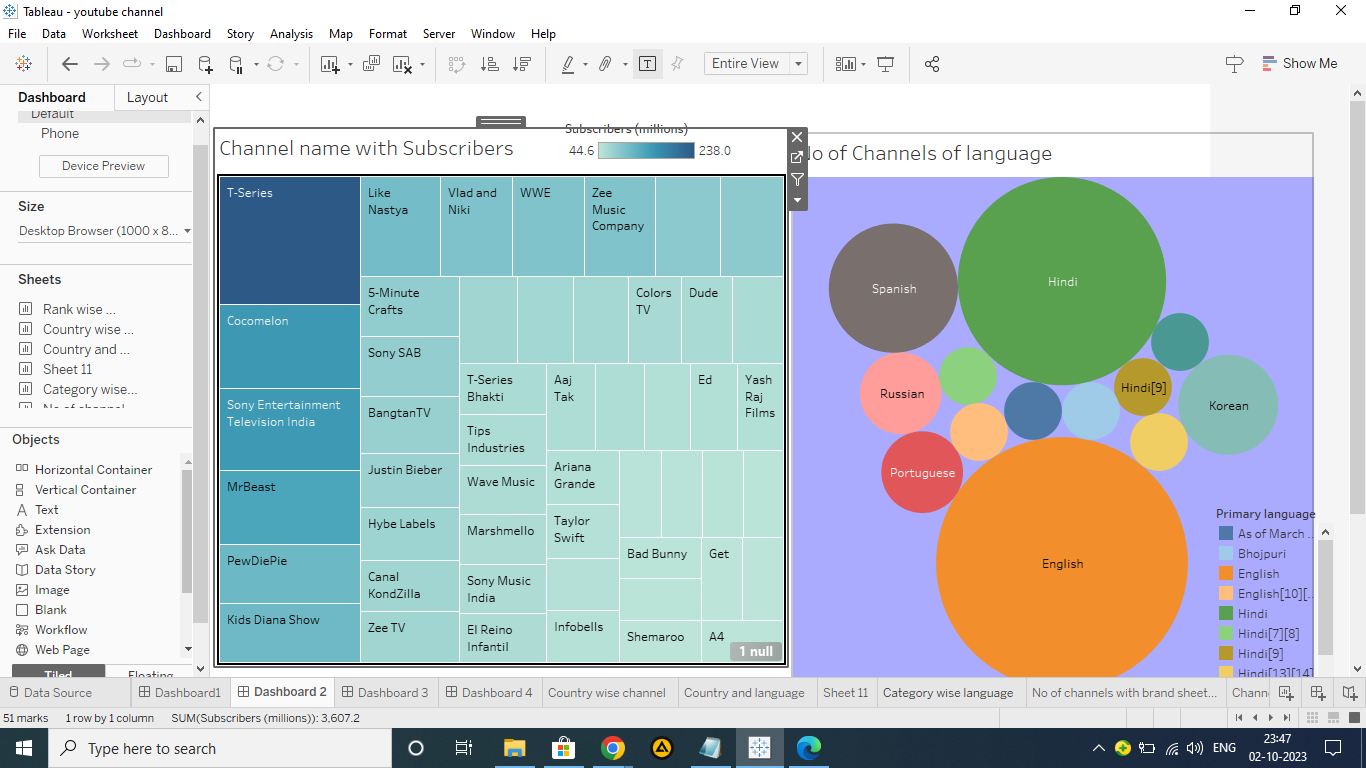 Tableau - youtube channel
File Data Worksheet Dashboard Story Analysis Map Format Server Window Help
Entire View
Show Me
Dashboard
Layout
Default
Phone
Device Preview
Size
Desktop Browser (1000 x 8...
Sheets
Rank wise ...
Country wise ...
Country and ...
Sheet 11
Category wise...
No of channel
Objects
Horizontal Container
Vertical Container
Text
Extension
Ask Data
Data Story
Image
Blank
Workflow
Web Page
Tiled
Floating
Channel name with Subscribers
Subscribers (millions)
44.6
238.0
T-Series
Cocomelon
Sony Entertainment
Television India
MrBeast
PewDiePie
Kids Diana Show
Like
Nastya
Vlad and
Niki
WWE
Zee
Music
Company
5-Minute
Crafts
Sony SAB
BangtanTV
Justin Bieber
Hybe Labels
Canal
KondZilla
Zee TV
Colors
TV
Dude
T-Series
Bhakti
Tips
Industries
Wave Music
Marshmello
Sony Music
India
El Reino
Infantil
Aaj
Tak
Ed
Yash
Raj
Films
Ariana
Grande
Taylor
Swift
Infobells
Bad Bunny
Get
Shemaroo
A4
1 null
No of Channels of language
Spanish
Hindi
Russian
Hindi[9]
Korean
Portuguese
English
Primary language
As of March ..
Bhojpuri
English
English[10][..
Hindi
Hindi[7][8]
Hindi[9]
Hindi[13][14]
Data Source
Dashboard1
Dashboard 2
Dashboard 3
Dashboard 4
Country wise channel
Country and language
Sheet 11
Category wise language
No of channels with brand sheet...
Chann
51 marks
1 row by 1 column
SUM(Subscribers (millions)): 3,607.2
Type here to search
ENG
23:47
02-10-2023